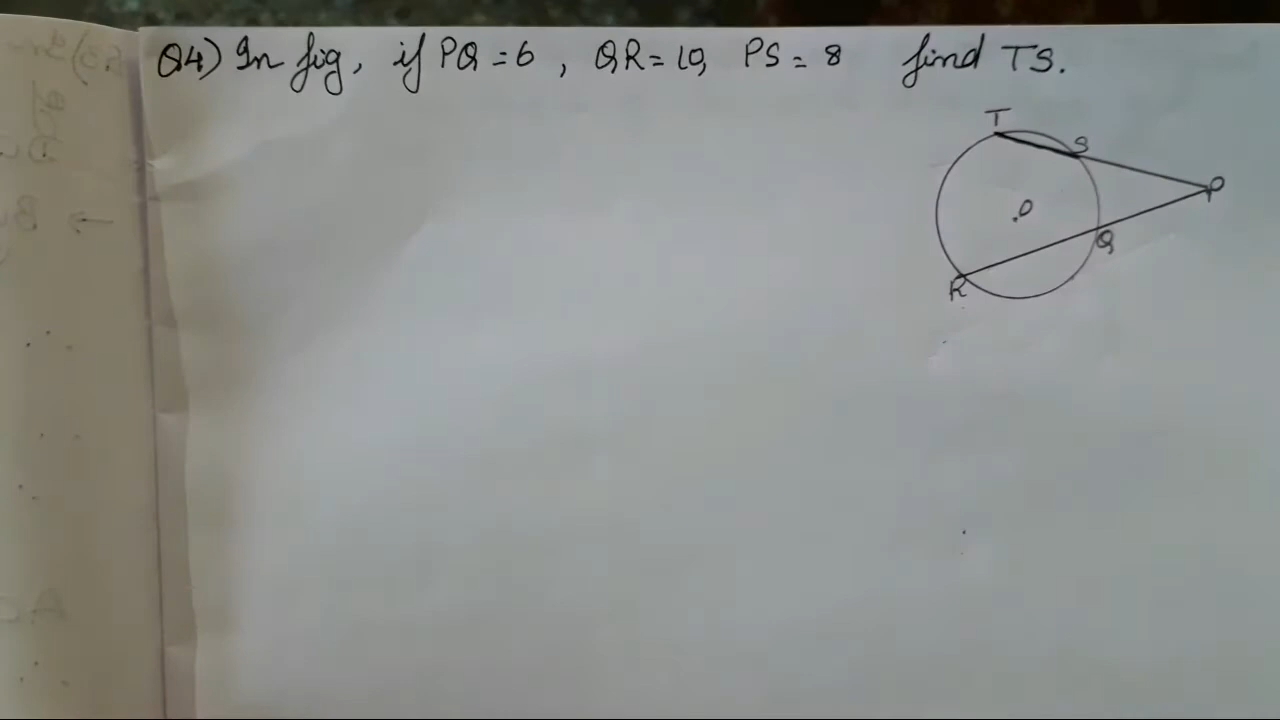 Q4) In fig, if PQ = 6, QR = 10, PS = 8 find TS.
T
S
P
O
Q
R